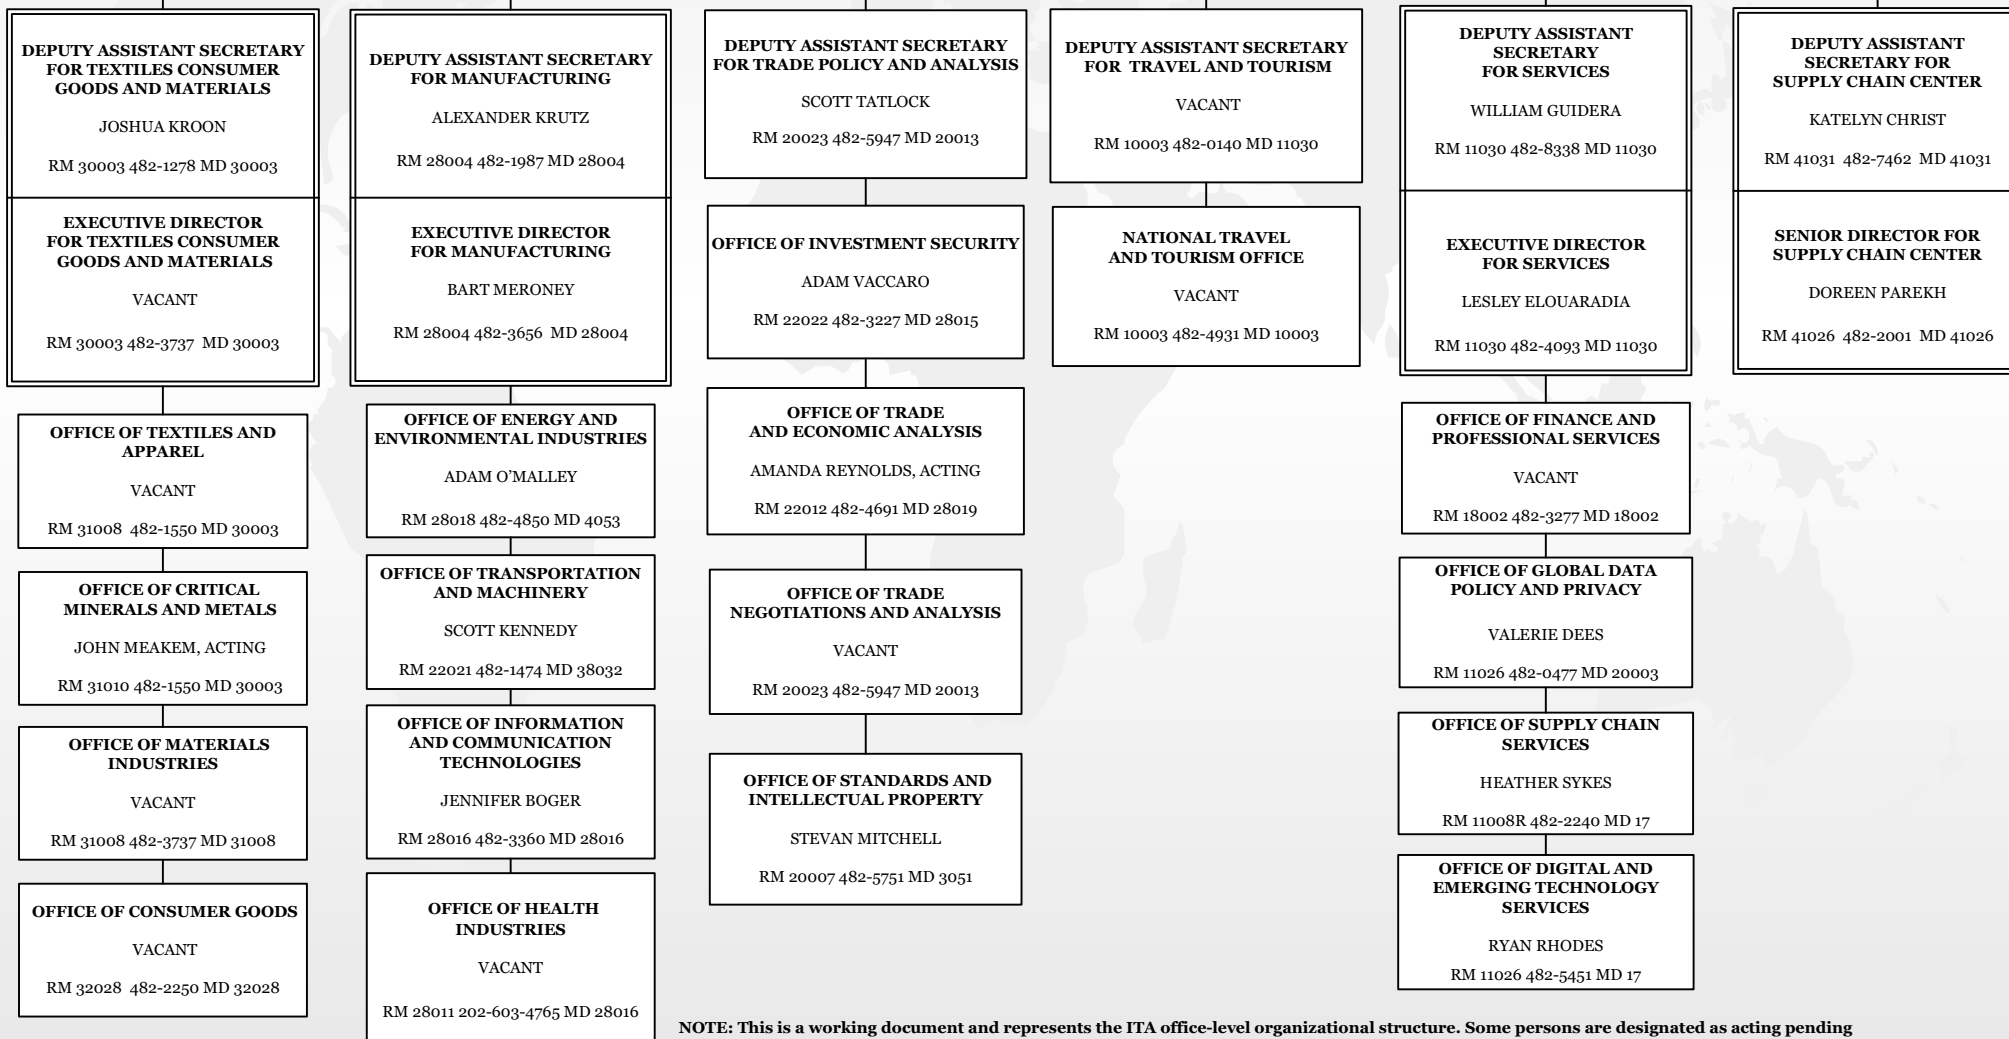 DEPUTY ASSISTANT SECRETARY
FOR TEXTILES CONSUMER
GOODS AND MATERIALS
JOSHUA KROON
RM 30003 482-1278 MD 30003
EXECUTIVE DIRECTOR
FOR TEXTILES CONSUMER
GOODS AND MATERIALS
VACANT
RM 30003 482-3737 MD 30003
OFFICE OF TEXTILES AND
APPAREL
VACANT
RM 31008 482-1550 MD 30003
OFFICE OF CRITICAL
MINERALS AND METALS
JOHN MEAKEM, ACTING
RM 31010 482-1550 MD 30003
OFFICE OF MATERIALS
INDUSTRIES
VACANT
RM 31008 482-3737 MD 31008
OFFICE OF CONSUMER GOODS
VACANT
RM 32028 482-2250 MD 32028
DEPUTY ASSISTANT SECRETARY
FOR MANUFACTURING
ALEXANDER KRUTZ
RM 28004 482-1987 MD 28004
EXECUTIVE DIRECTOR
FOR MANUFACTURING
BART MERONEY
RM 28004 482-3656 MD 28004
OFFICE OF ENERGY AND
ENVIRONMENTAL INDUSTRIES
ADAM O’MALLEY
RM 28018 482-4850 MD 4053
OFFICE OF TRANSPORTATION
AND MACHINERY
SCOTT KENNEDY
RM 22021 482-1474 MD 38032
OFFICE OF INFORMATION
AND COMMUNICATION
TECHNOLOGIES
JENNIFER BOGER
RM 28016 482-3360 MD 28016
OFFICE OF HEALTH
INDUSTRIES
VACANT
RM 28011 202-603-4765 MD 28016
DEPUTY ASSISTANT SECRETARY
FOR TRADE POLICY AND ANALYSIS
SCOTT TATLOCK
RM 20023 482-5947 MD 20013
OFFICE OF INVESTMENT SECURITY
ADAM VACCARO
RM 22022 482-3227 MD 28015
OFFICE OF TRADE
AND ECONOMIC ANALYSIS
AMANDA REYNOLDS, ACTING
RM 22012 482-4691 MD 28019
OFFICE OF TRADE
NEGOTIATIONS AND ANALYSIS
VACANT
RM 20023 482-5947 MD 20013
OFFICE OF STANDARDS AND
INTELLECTUAL PROPERTY
STEVAN MITCHELL
RM 20007 482-5751 MD 3051
DEPUTY ASSISTANT SECRETARY
FOR TRAVEL AND TOURISM
VACANT
RM 10003 482-0140 MD 11030
NATIONAL TRAVEL
AND TOURISM OFFICE
VACANT
RM 10003 482-4931 MD 10003
DEPUTY ASSISTANT
SECRETARY
FOR SERVICES
WILLIAM GUIDERA
RM 11030 482-8338 MD 11030
EXECUTIVE DIRECTOR
FOR SERVICES
LESLEY ELOUARADIA
RM 11030 482-4093 MD 11030
OFFICE OF FINANCE AND
PROFESSIONAL SERVICES
VACANT
RM 18002 482-3277 MD 18002
OFFICE OF GLOBAL DATA
POLICY AND PRIVACY
VALERIE DEES
RM 11026 482-0477 MD 20003
OFFICE OF SUPPLY CHAIN
SERVICES
HEATHER SYKES
RM 11008R 482-2240 MD 17
OFFICE OF DIGITAL AND
EMERGING TECHNOLOGY
SERVICES
RYAN RHODES
RM 11026 482-5451 MD 17
DEPUTY ASSISTANT
SECRETARY FOR
SUPPLY CHAIN CENTER
KATELYN CHRIST
RM 41031 482-7462 MD 41031
SENIOR DIRECTOR FOR
SUPPLY CHAIN CENTER
DOREEN PAREKH
RM 41026 482-2001 MD 41026
NOTE: This is a working document and represents the ITA office-level organizational structure. Some persons are designated as acting pending